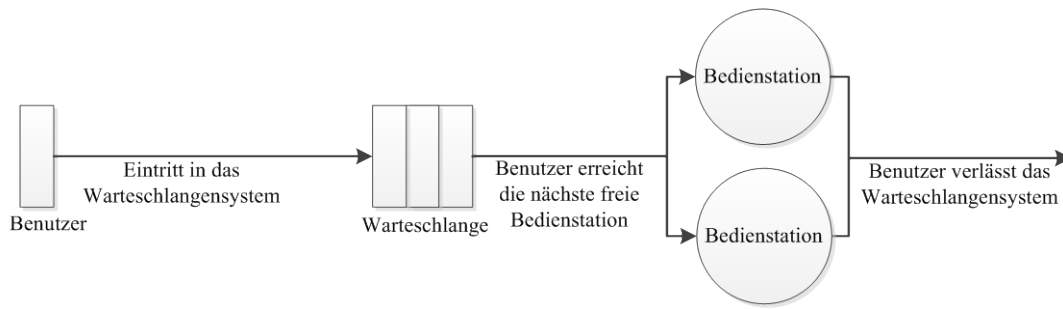 Benutzer
Eintritt in das
Warteschlangensystem
Warteschlange
Benutzer erreicht
die nächste freie
Bedienstation
Bedienstation
Bedienstation
Benutzer verlässt das
Warteschlangensystem